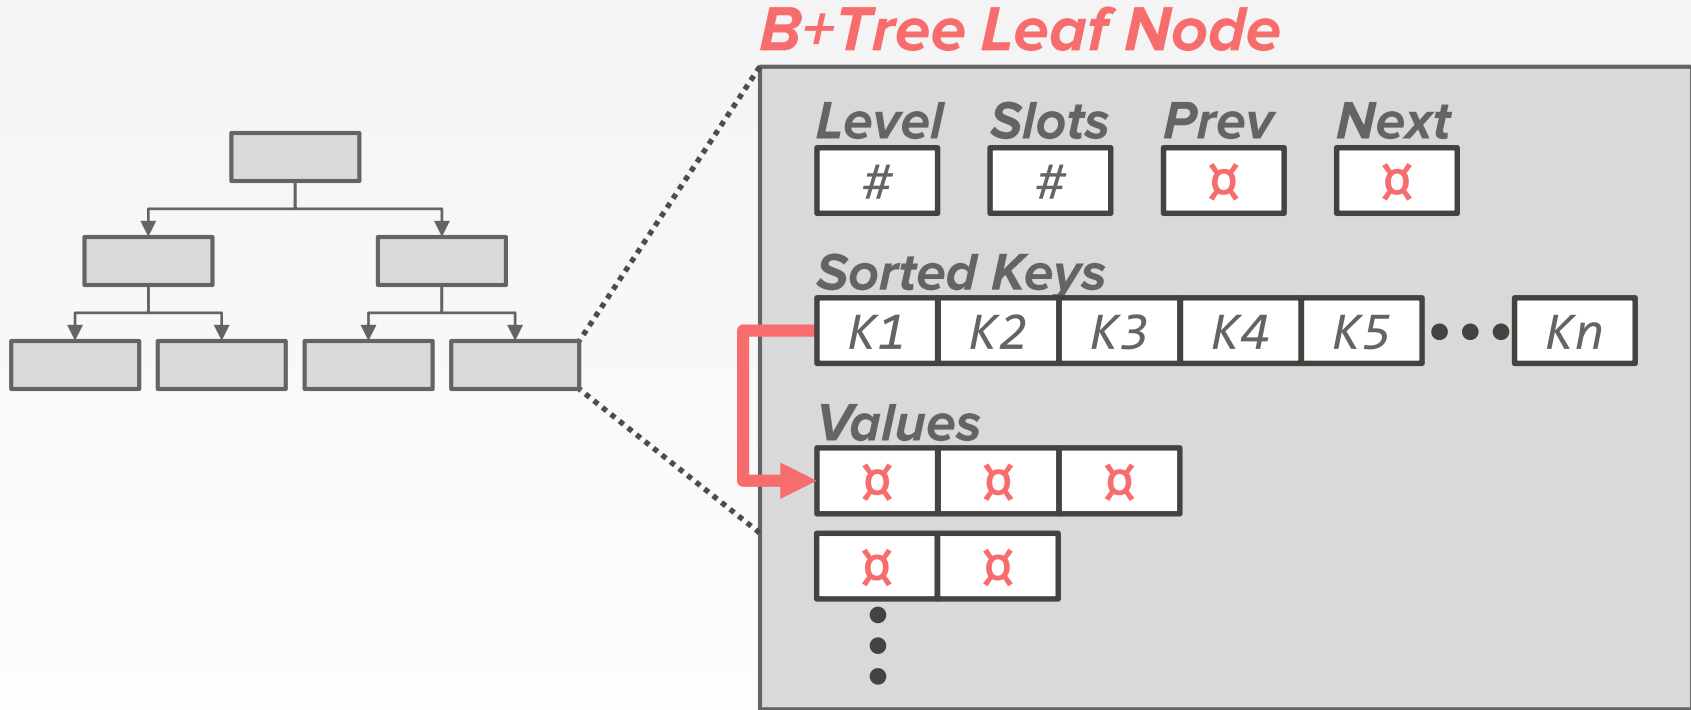 B+Tree Leaf Node
Level Slots Prev Next
# # ¤ ¤
Sorted Keys
K1 K2 K3 K4 K5 ••• Kn
Values
¤ ¤ ¤
¤ ¤